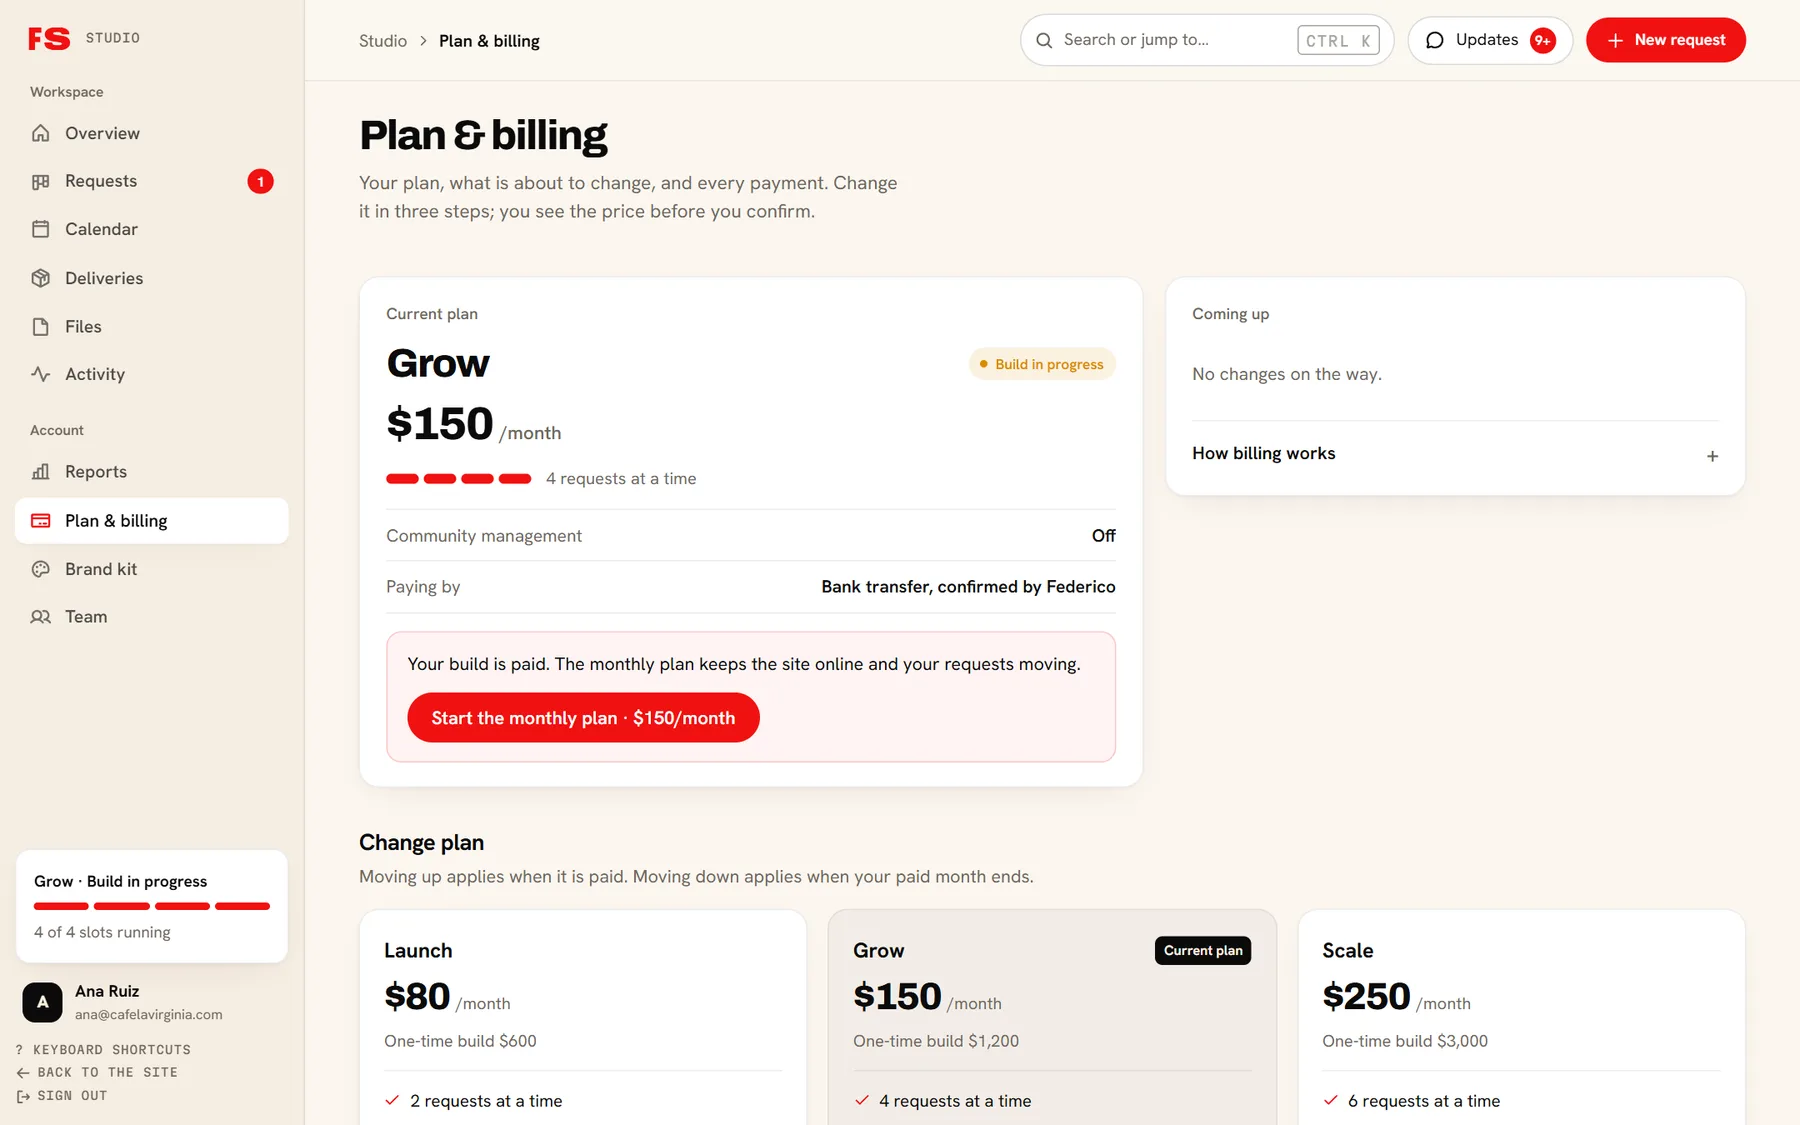 FS STUDIO
Workspace
Overview
Requests 1
Calendar
Deliveries
Files
Activity
Account
Reports
Plan & billing
Brand kit
Team
Grow · Build in progress
4 of 4 slots running
A Ana Ruiz
ana@cafelavirginia.com
? KEYBOARD SHORTCUTS
BACK TO THE SITE
SIGN OUT
Studio > Plan & billing
Search or jump to... CTRL K
Updates 9+
+ New request
Plan & billing
Your plan, what is about to change, and every payment. Change
it in three steps; you see the price before you confirm.
Current plan
Grow
Build in progress
$150 /month
4 requests at a time
Community management Off
Paying by Bank transfer, confirmed by Federico
Your build is paid. The monthly plan keeps the site online and your requests moving.
Start the monthly plan · $150/month
Coming up
No changes on the way.
How billing works +
Change plan
Moving up applies when it is paid. Moving down applies when your paid month ends.
Launch
$80 /month
One-time build $600
2 requests at a time
Grow Current plan
$150 /month
One-time build $1,200
4 requests at a time
Scale
$250 /month
One-time build $3,000
6 requests at a time